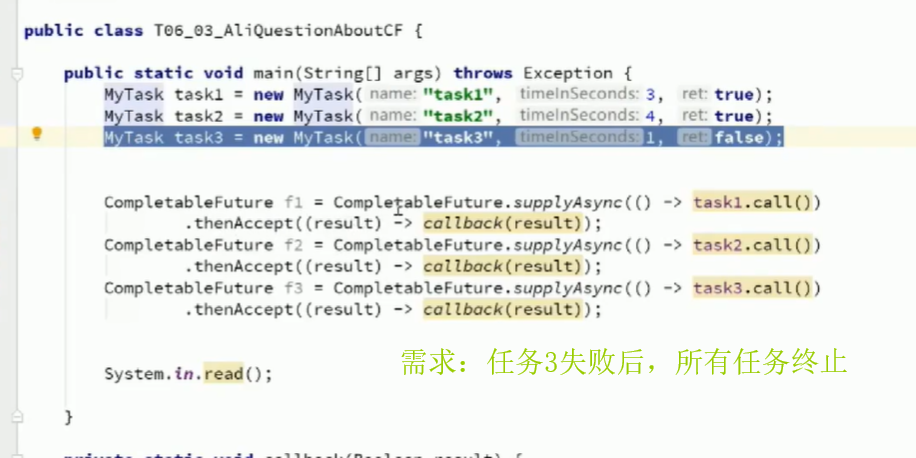 public class T06_03_AliQuestionAboutCF {
public static void main(String[] args) throws Exception {
MyTask task1 = new MyTask( name: "task1", timeInSeconds: 3, ret: true);
MyTask task2 = new MyTask( name: "task2", timeInSeconds: 4, ret: true);
MyTask task3 = new MyTask( name: "task3", timeInSeconds: 1, ret: false);
CompletableFuture f1 = CompletableFuture.supplyAsync(() -> task1.call())
.thenAccept((result) -> callback(result));
CompletableFuture f2 = CompletableFuture.supplyAsync(() -> task2.call())
.thenAccept((result) -> callback(result));
CompletableFuture f3 = CompletableFuture.supplyAsync(() -> task3.call())
.thenAccept((result) -> callback(result));
需求：任务3失败后，所有任务终止
System.in.read();
}
private static void callback(Boolean result) {